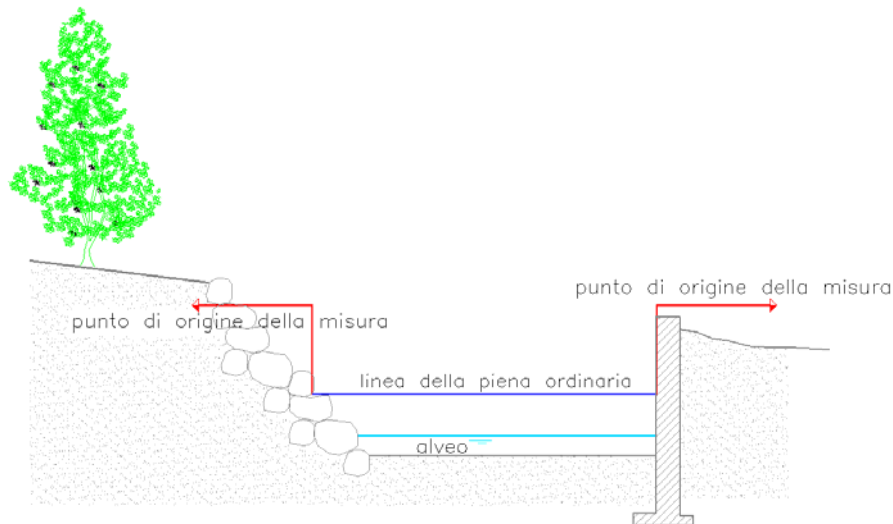 punto di origine della misura
punto di origine della misura
linea della piena ordinaria
alveo